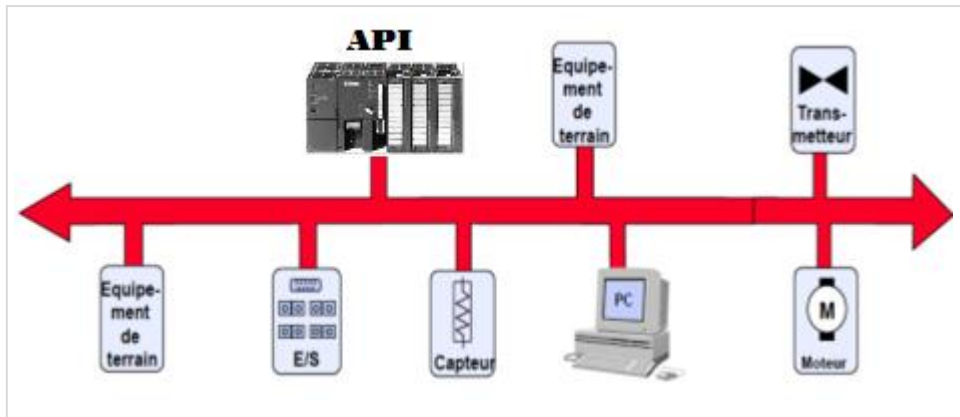 API
Equipe-
ment
de
terrain
Trans-
metteur
Equipe-
ment
de
terrain
E/S
Capteur
PC
M
Moteur